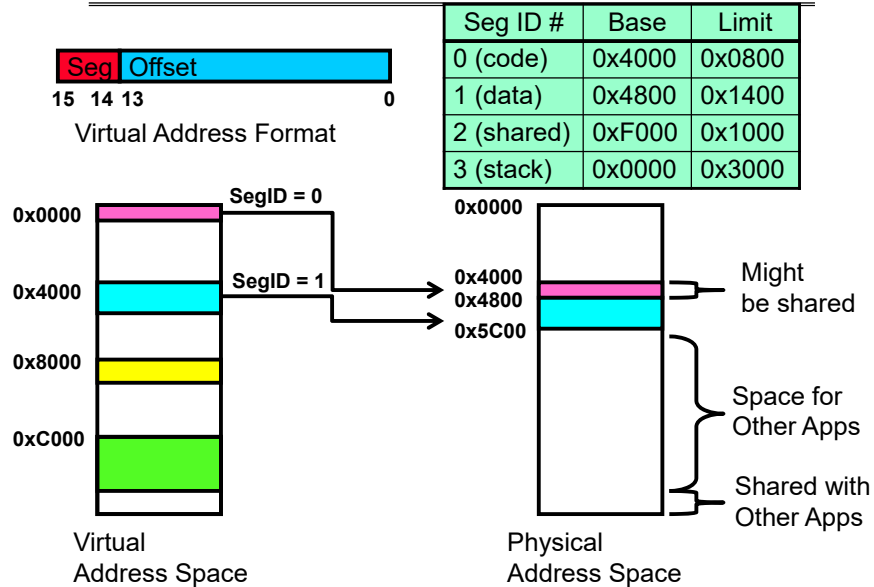 Seg ID # Base Limit
0 (code) 0x4000 0x0800
1 (data) 0x4800 0x1400
2 (shared) 0xF000 0x1000
3 (stack) 0x0000 0x3000
Seg Offset
15 14 13 0
Virtual Address Format
SegID = 0
SegID = 1
0x0000
0x4000
0x8000
0xC000
Virtual
Address Space
0x0000
0x4000
0x4800
0x5C00
Physical
Address Space
Might
be shared
Space for
Other Apps
Shared with
Other Apps